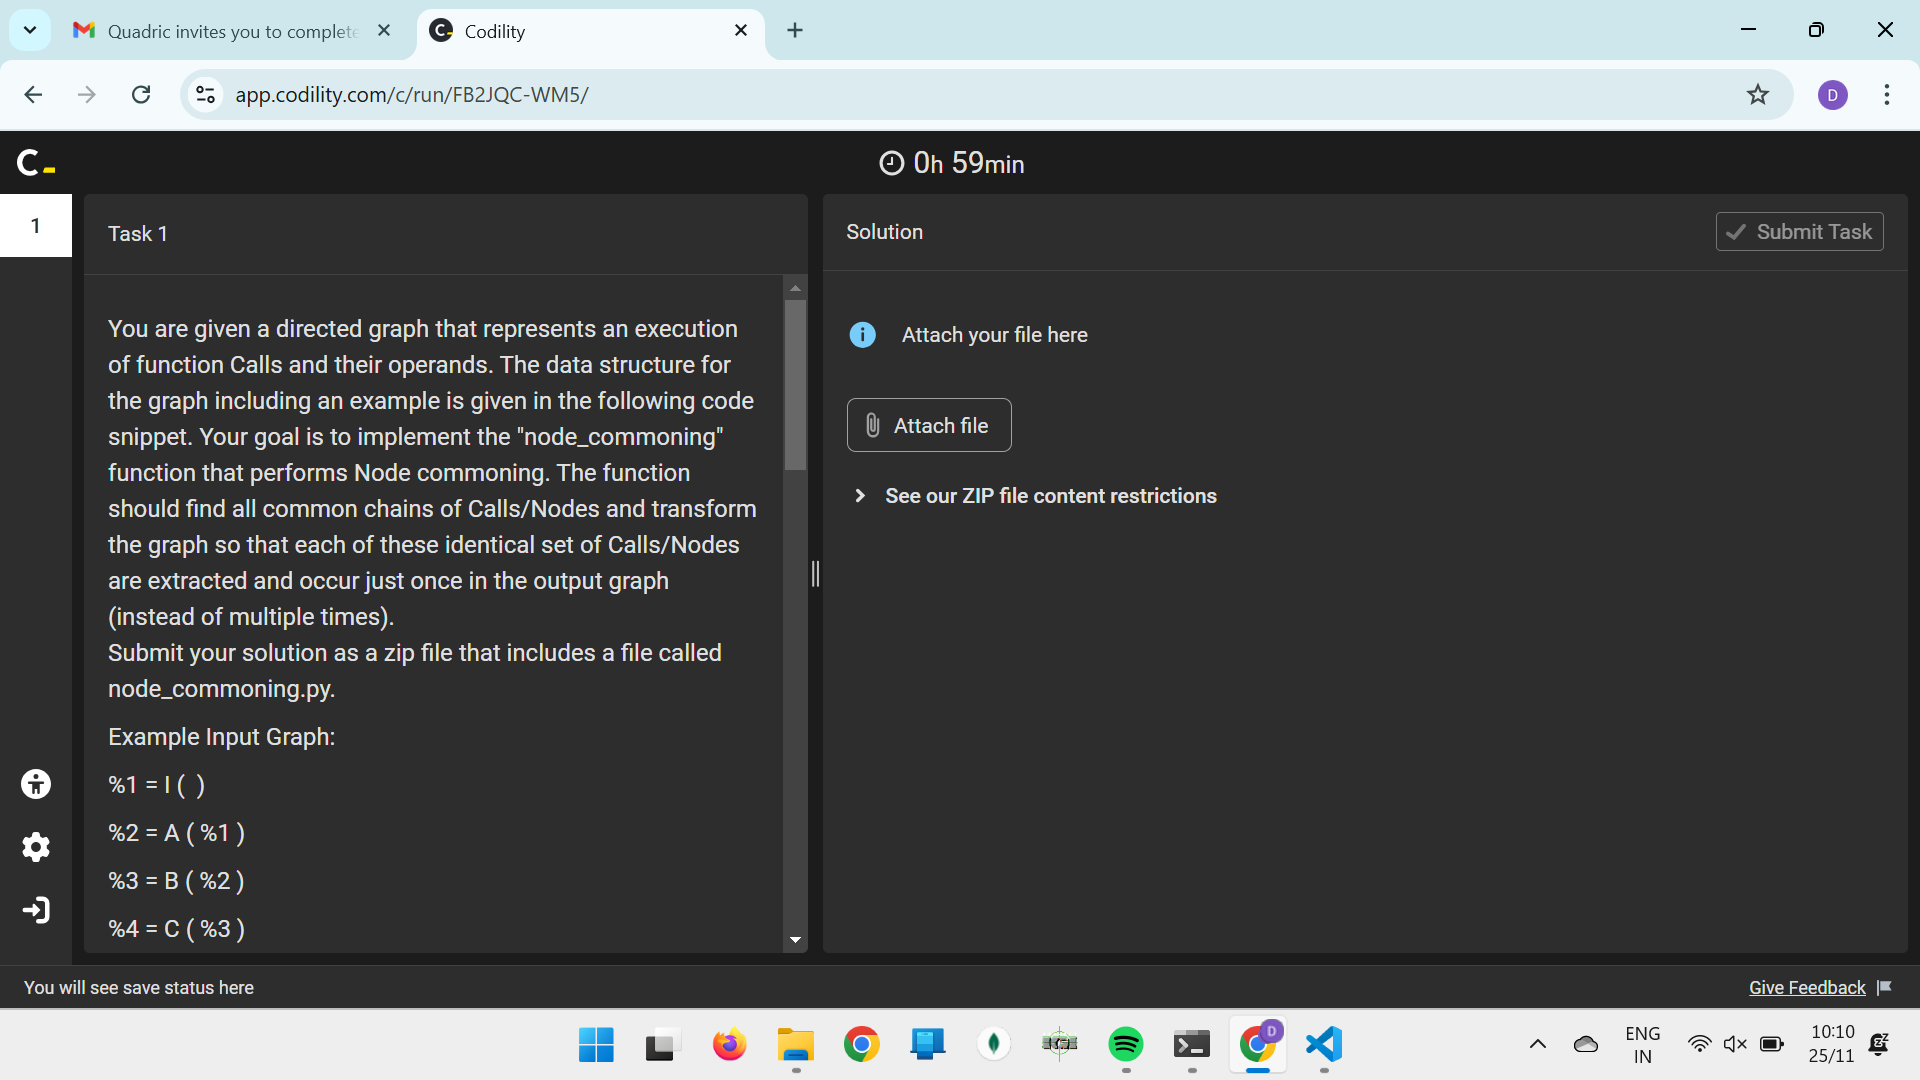 Quadric invites you to complete
Codility
app.codility.com/c/run/FB2JQC-WM5/
D
C
0h 59min
1
Task 1
You are given a directed graph that represents an execution
of function Calls and their operands. The data structure for
the graph including an example is given in the following code
snippet. Your goal is to implement the "node_commoning"
function that performs Node commoning. The function
should find all common chains of Calls/Nodes and transform
the graph so that each of these identical set of Calls/Nodes
are extracted and occur just once in the output graph
(instead of multiple times).
Submit your solution as a zip file that includes a file called
node_commoning.py.
Example Input Graph:
%1 = I ( )
%2 = A ( %1 )
%3 = B ( %2 )
%4 = C ( %3 )
Solution
Submit Task
Attach your file here
Attach file
See our ZIP file content restrictions
You will see save status here
Give Feedback
D
ENG
IN
10:10
25/11